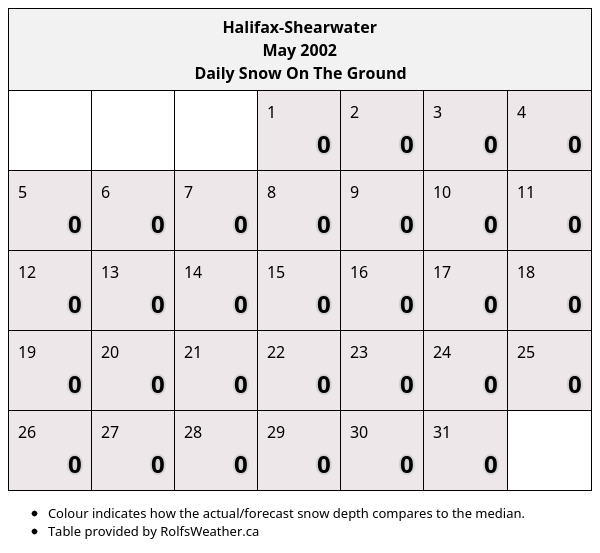 Halifax-Shearwater
May 2002
Daily Snow On The Ground
1 2 3 4
0 0 0 0
5 6 7 8 9 10 11
0 0 0 0 0 0 0
12 13 14 15 16 17 18
0 0 0 0 0 0 0
19 20 21 22 23 24 25
0 0 0 0 0 0 0
26 27 28 29 30 31
0 0 0 0 0 0
• Colour indicates how the actual/forecast snow depth compares to the median.
• Table provided by RolfsWeather.ca